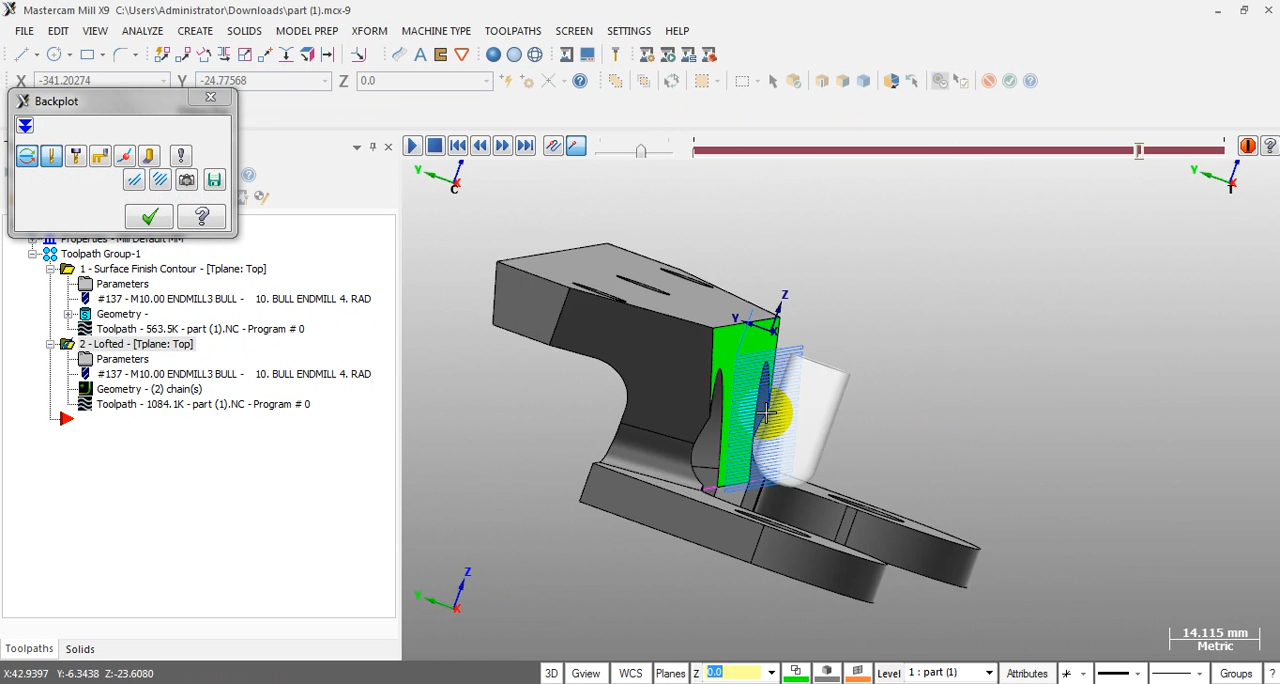 Mastercam Mill X9 C:\Users\Administrator\Downloads\part (1).mcx-9
FILE EDIT VIEW ANALYZE CREATE SOLIDS MODEL PREP XFORM MACHINE TYPE TOOLPATHS SCREEN SETTINGS HELP
X -341.20274 Y -24.77568 Z 0.0
Backplot
Y X C
Y X T
Properties - Mill Default MM
Toolpath Group-1
1 - Surface Finish Contour - [Tplane: Top]
Parameters
#137 - M10.00 ENDMILL3 BULL - 10. BULL ENDMILL 4. RAD
Geometry -
Toolpath - 563.5K - part (1).NC - Program # 0
2 - Lofted - [Tplane: Top]
Parameters
#137 - M10.00 ENDMILL3 BULL - 10. BULL ENDMILL 4. RAD
Geometry - (2) chain(s)
Toolpath - 1084.1K - part (1).NC - Program # 0
Z
Y
Z
Y X
14.115 mm
Metric
Toolpaths Solids
X:42.9397 Y:-6.3438 Z:-23.6080 3D Gview WCS Planes Z 0.0 Level 1 : part (1) Attributes Groups ?